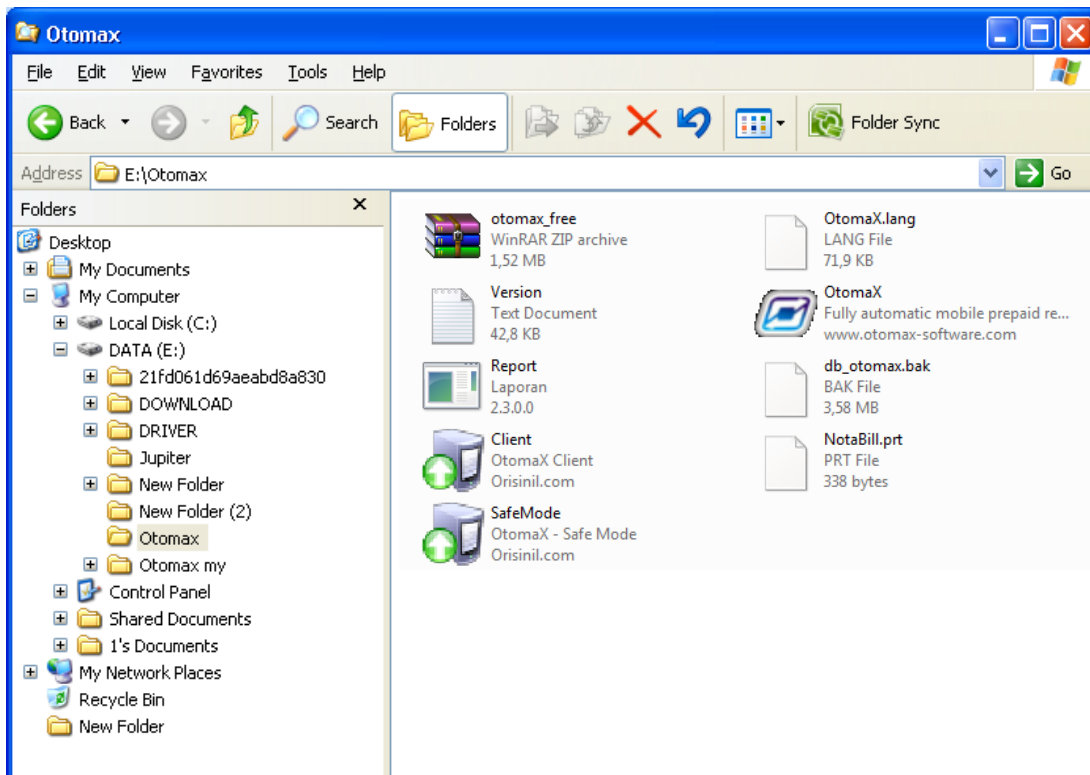 Otomax
File Edit View Favorites Tools Help
Back Search Folders Folder Sync
Address E:\Otomax Go
Folders
Desktop
My Documents
My Computer
Local Disk (C:)
DATA (E:)
21fd061d69aeabd8a830
DOWNLOAD
DRIVER
Jupiter
New Folder
New Folder (2)
Otomax
Otomax my
Control Panel
Shared Documents
1's Documents
My Network Places
Recycle Bin
New Folder
otomax_free
WinRAR ZIP archive
1,52 MB
OtomaX.lang
LANG File
71,9 KB
Version
Text Document
42,8 KB
OtomaX
Fully automatic mobile prepaid re...
www.otomax-software.com
Report
Laporan
2.3.0.0
db_otomax.bak
BAK File
3,58 MB
Client
OtomaX Client
Orisinil.com
NotaBill.prt
PRT File
338 bytes
SafeMode
OtomaX - Safe Mode
Orisinil.com